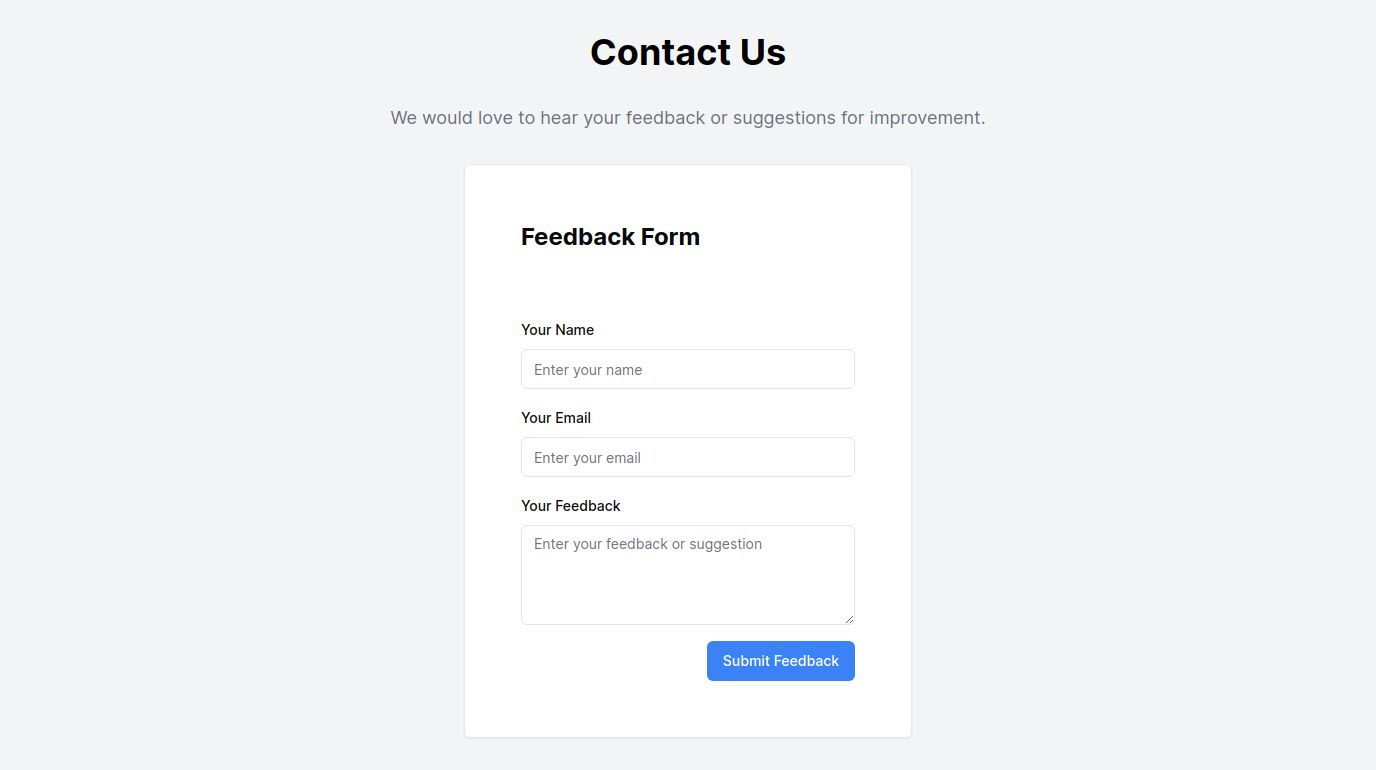 Contact Us
We would love to hear your feedback or suggestions for improvement.
Feedback Form
Your Name
Enter your name
Your Email
Enter your email
Your Feedback
Enter your feedback or suggestion
Submit Feedback